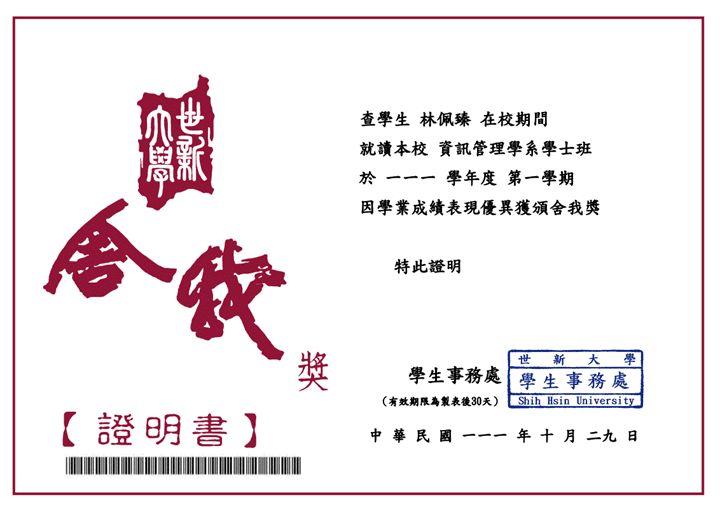 世新大學
舍我
獎
【證明書】
查學生 林佩臻 在校期間
就讀本校 資訊管理學系學士班
於 一一一 學年度 第一學期
因學業成績表現優異獲頒舍我獎
特此證明
學生事務處
(有效期限為製表後30天)
世新大學
學生事務處
Shih Hsin University
中華民國 一一一 年 十 月 二九 日